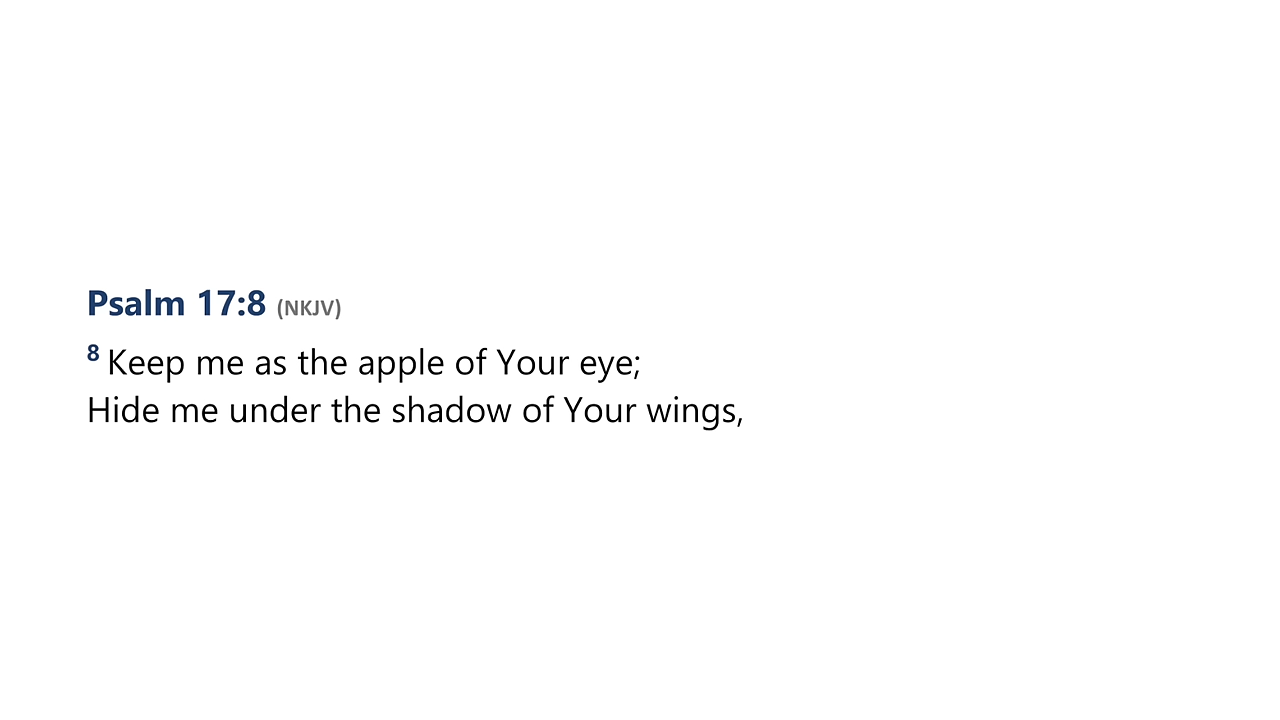 Psalm 17:8 (NKJV)
8 Keep me as the apple of Your eye;
Hide me under the shadow of Your wings,